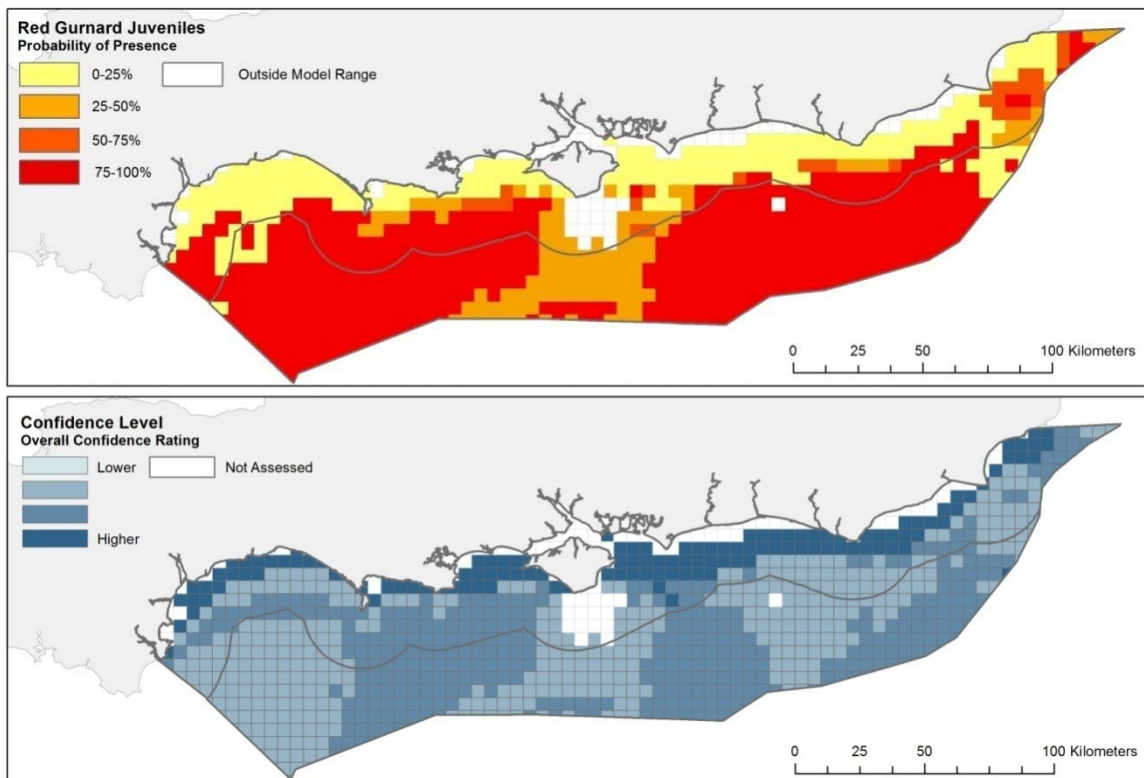 Red Gurnard Juveniles
Probability of Presence
0-25%
Outside Model Range
25-50%
50-75%
75-100%
0 25 50 100 Kilometers
Confidence Level
Overall Confidence Rating
Lower
Not Assessed
Higher
0 25 50 100 Kilometers